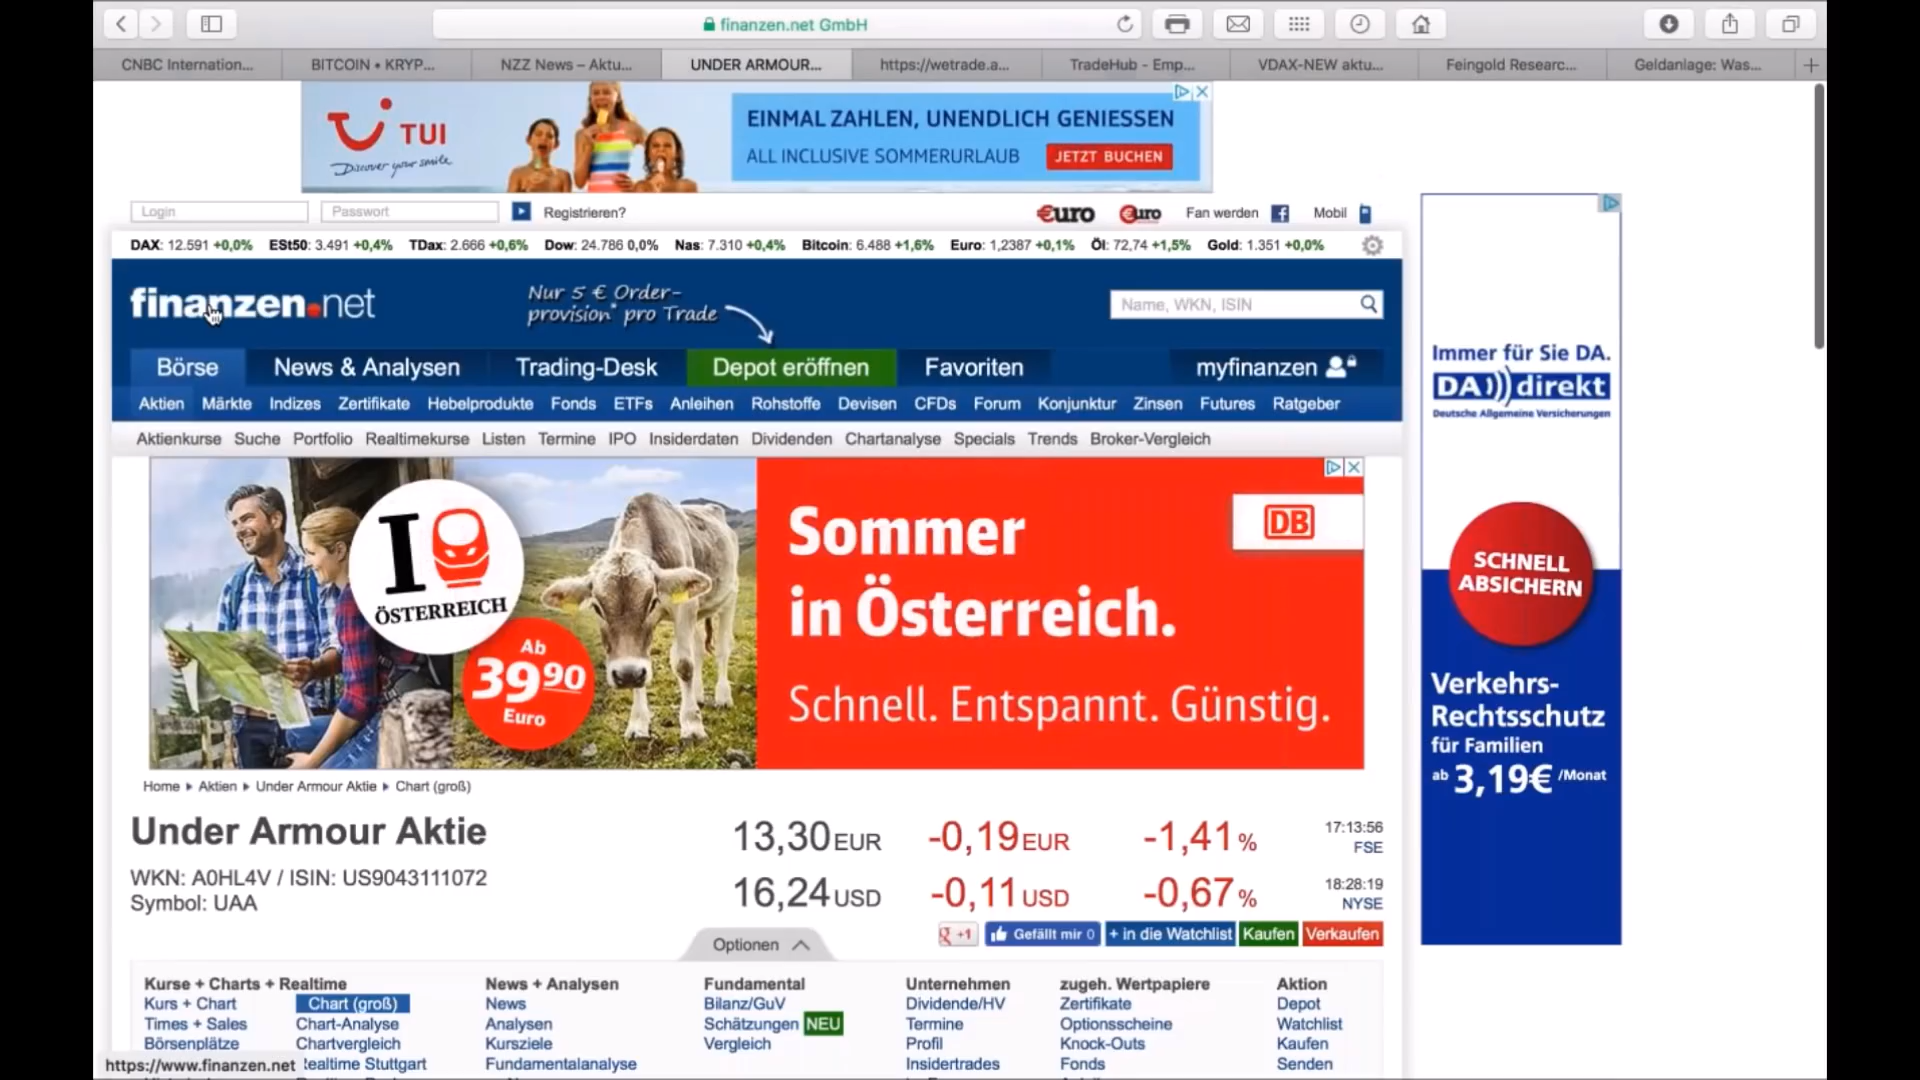 finanzen.net GmbH
CNBC Internation... BITCOIN • KRYP... NZZ News – Aktu... UNDER ARMOUR... https://wetrade.a... TradeHub - Emp... VDAX-NEW aktu... Feingold Researc... Geldanlage: Was...
TUI
Discover your smile
EINMAL ZAHLEN, UNENDLICH GENIESSEN
ALL INCLUSIVE SOMMERURLAUB JETZT BUCHEN
Login Passwort Registrieren? €uro €uro Fan werden Mobil
DAX: 12.591 +0,0% ESt50: 3.491 +0,4% TDax: 2.666 +0,6% Dow: 24.786 0,0% Nas: 7.310 +0,4% Bitcoin: 6.488 +1,6% Euro: 1,2387 +0,1% Öl: 72,74 +1,5% Gold: 1.351 +0,0%
finanzen.net
Nur 5 € Order-
provision* pro Trade
Name, WKN, ISIN
Börse News & Analysen Trading-Desk Depot eröffnen Favoriten myfinanzen
Aktien Märkte Indizes Zertifikate Hebelprodukte Fonds ETFs Anleihen Rohstoffe Devisen CFDs Forum Konjunktur Zinsen Futures Ratgeber
Aktienkurse Suche Portfolio Realtimekurse Listen Termine IPO Insiderdaten Dividenden Chartanalyse Specials Trends Broker-Vergleich
I
ÖSTERREICH
Ab
39 90
Euro
Sommer
in Österreich.
Schnell. Entspannt. Günstig.
DB
Immer für Sie DA.
DA direkt
Deutsche Allgemeine Versicherungen
SCHNELL
ABSICHERN
Verkehrs-
Rechtsschutz
für Familien
ab 3,19€ /Monat
Home Aktien Under Armour Aktie Chart (groß)
Under Armour Aktie
WKN: A0HL4V / ISIN: US9043111072
Symbol: UAA
13,30 EUR -0,19 EUR -1,41 % 17:13:56
FSE
16,24 USD -0,11 USD -0,67 % 18:28:19
NYSE
g +1 Gefällt mir 0 + in die Watchlist Kaufen Verkaufen
Optionen
Kurse + Charts + Realtime News + Analysen Fundamental Unternehmen zugeh. Wertpapiere Aktion
Kurs + Chart Chart (groß) News Bilanz/GuV Dividende/HV Zertifikate Depot
Times + Sales Chart-Analyse Analysen Schätzungen NEU Termine Optionsscheine Watchlist
Börsenplätze Chartvergleich Kursziele Vergleich Profil Knock-Outs Kaufen
https://www.finanzen.net Realtime Stuttgart Fundamentalanalyse Insidertrades Fonds Senden